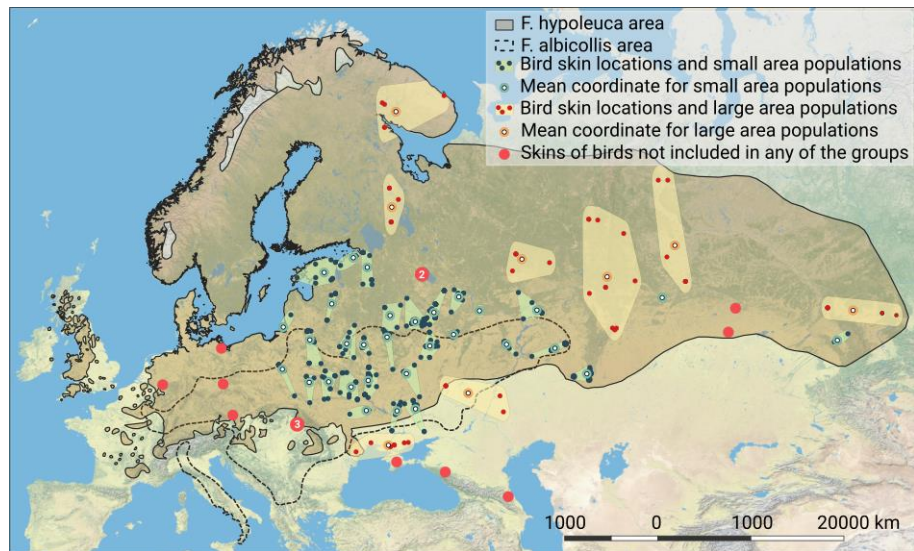 F. hypoleuca area
F. albicollis area
Bird skin locations and small area populations
Mean coordinate for small area populations
Bird skin locations and large area populations
Mean coordinate for large area populations
Skins of birds not included in any of the groups
2
3
1000 0 1000 20000 km